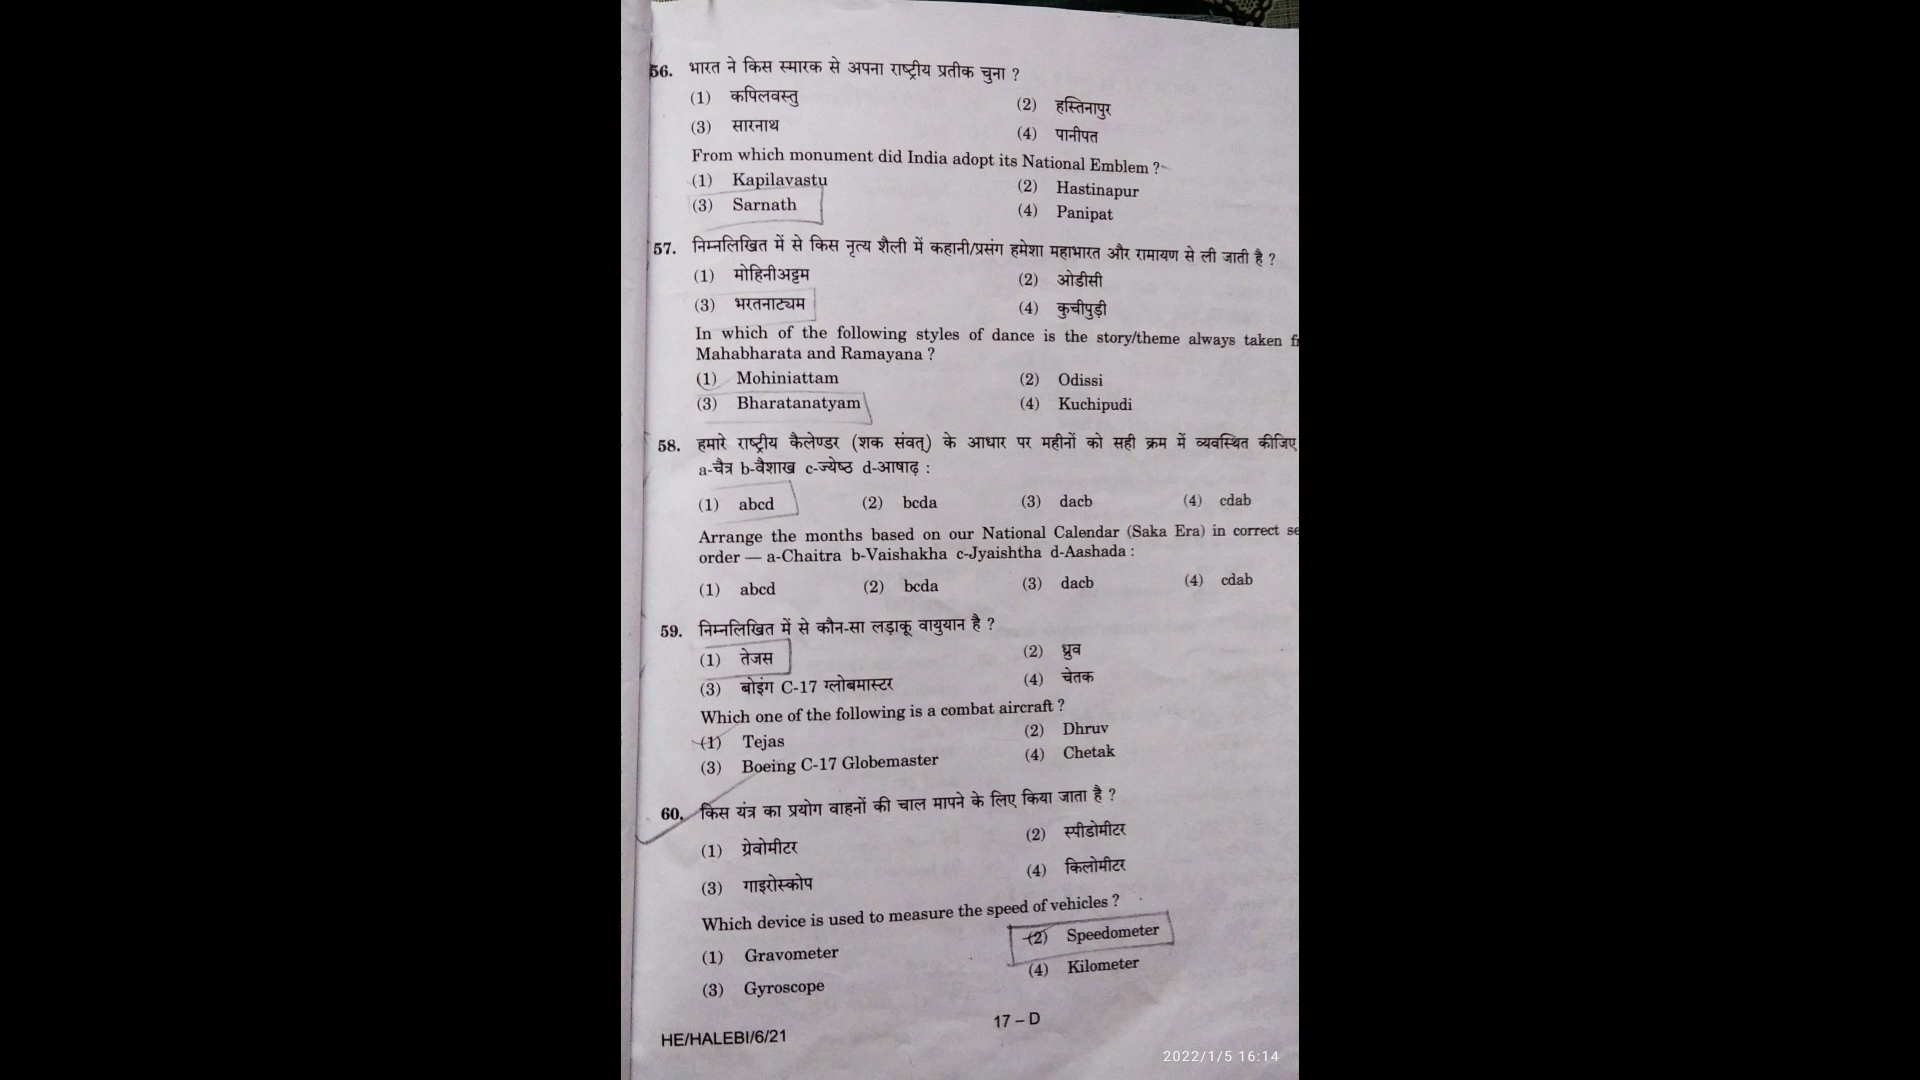 56. भारत ने किस स्मारक से अपना राष्ट्रीय प्रतीक चुना ?
(1) कपिलवस्तु (2) हस्तिनापुर
(3) सारनाथ (4) पानीपत
From which monument did India adopt its National Emblem ?
(1) Kapilavastu (2) Hastinapur
(3) Sarnath (4) Panipat
57. निम्नलिखित में से किस नृत्य शैली में कहानी/प्रसंग हमेशा महाभारत और रामायण से ली जाती है ?
(1) मोहिनीअट्टम (2) ओडीसी
(3) भरतनाट्यम (4) कुचीपुड़ी
In which of the following styles of dance is the story/theme always taken
Mahabharata and Ramayana ?
(1) Mohiniattam (2) Odissi
(3) Bharatanatyam (4) Kuchipudi
58. हमारे राष्ट्रीय कैलेण्डर (शक संवत्) के आधार पर महीनों को सही क्रम में व्यवस्थित कीजिए
a-चैत्र b-वैशाख c-ज्येष्ठ d-आषाढ़ :
(1) abcd (2) bcda (3) dacb (4) cdab
Arrange the months based on our National Calendar (Saka Era) in correct
order — a-Chaitra b-Vaishakha c-Jyaishtha d-Aashada :
(1) abcd (2) bcda (3) dacb (4) cdab
59. निम्नलिखित में से कौन-सा लड़ाकू वायुयान है ?
(1) तेजस (2) ध्रुव
(3) बोइंग C-17 ग्लोबमास्टर (4) चेतक
Which one of the following is a combat aircraft ?
(1) Tejas (2) Dhruv
(3) Boeing C-17 Globemaster (4) Chetak
60. किस यंत्र का प्रयोग वाहनों की चाल मापने के लिए किया जाता है ?
(1) ग्रेवोमीटर (2) स्पीडोमीटर
(3) गाइरोस्कोप (4) किलोमीटर
Which device is used to measure the speed of vehicles ?
(1) Gravometer (2) Speedometer
(3) Gyroscope (4) Kilometer
HE/HALEBI/6/21 17 – D
2022/1/5 16:14